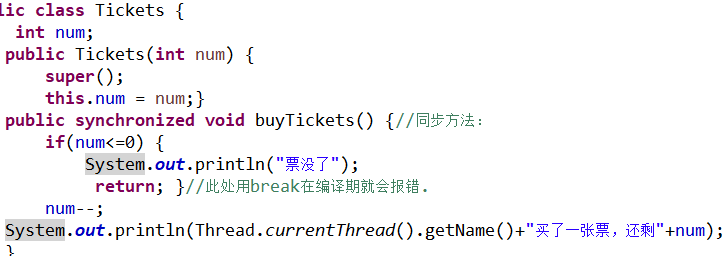 lic class Tickets {
int num;
public Tickets(int num) {
super();
this.num = num;}
public synchronized void buyTickets() {//同步方法：
if(num<=0) {
System.out.println("票没了");
return; }//此处用break在编译期就会报错.
num--;
System.out.println(Thread.currentThread().getName()+"买了一张票，还剩"+num);
}